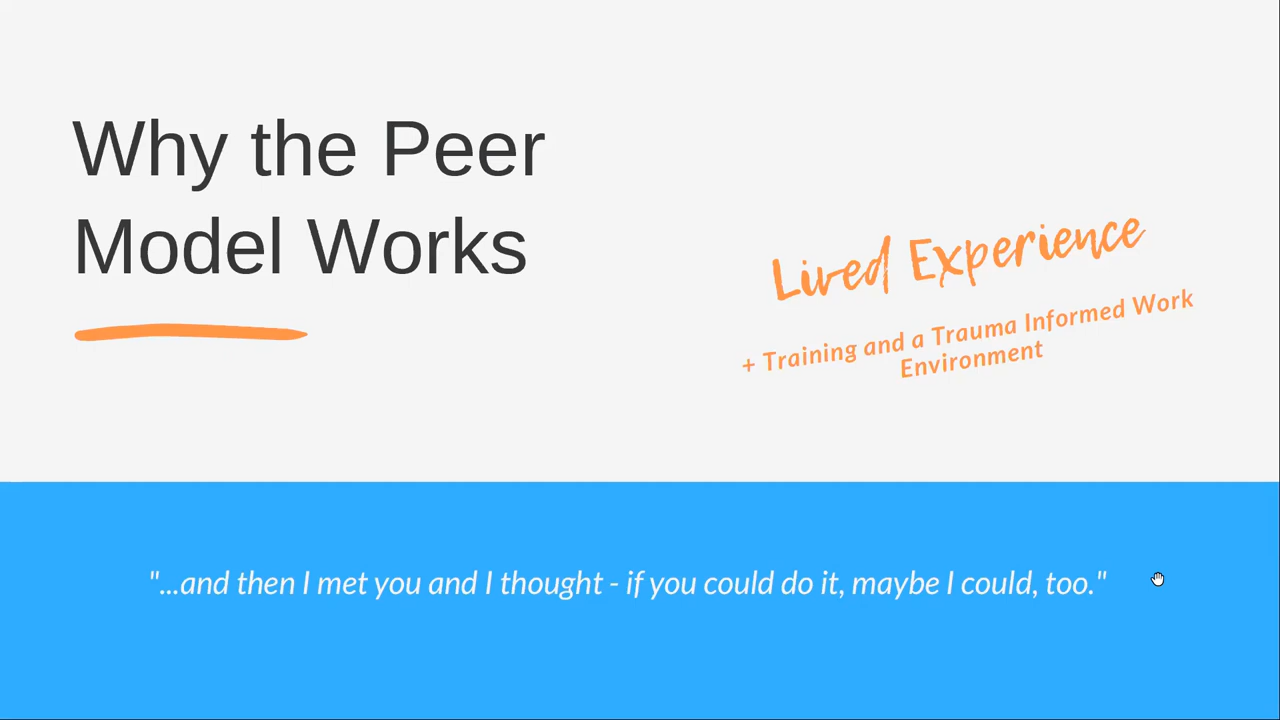 Why the Peer
Model Works
Lived Experience
+ Training and a Trauma Informed Work
Environment
"...and then I met you and I thought - if you could do it, maybe I could, too."